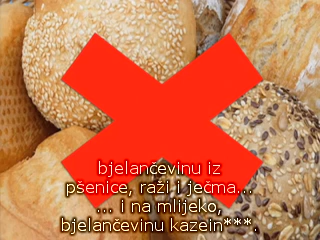 bjelančevinu iz
pšenice, raži i ječma...
... i na mlijeko,
bjelančevinu kazein***.